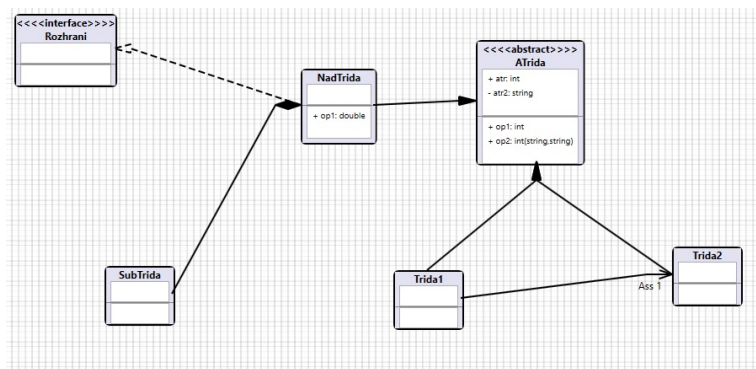 <<<<interface>>>>
Rozhrani
<<<<abstract>>>>
ATrida
+ atr: int
- atr2: string
+ op1: int
+ op2: int(string,string)
NadTrida
+ op1: double
SubTrida
Trida1
Trida2
Ass 1